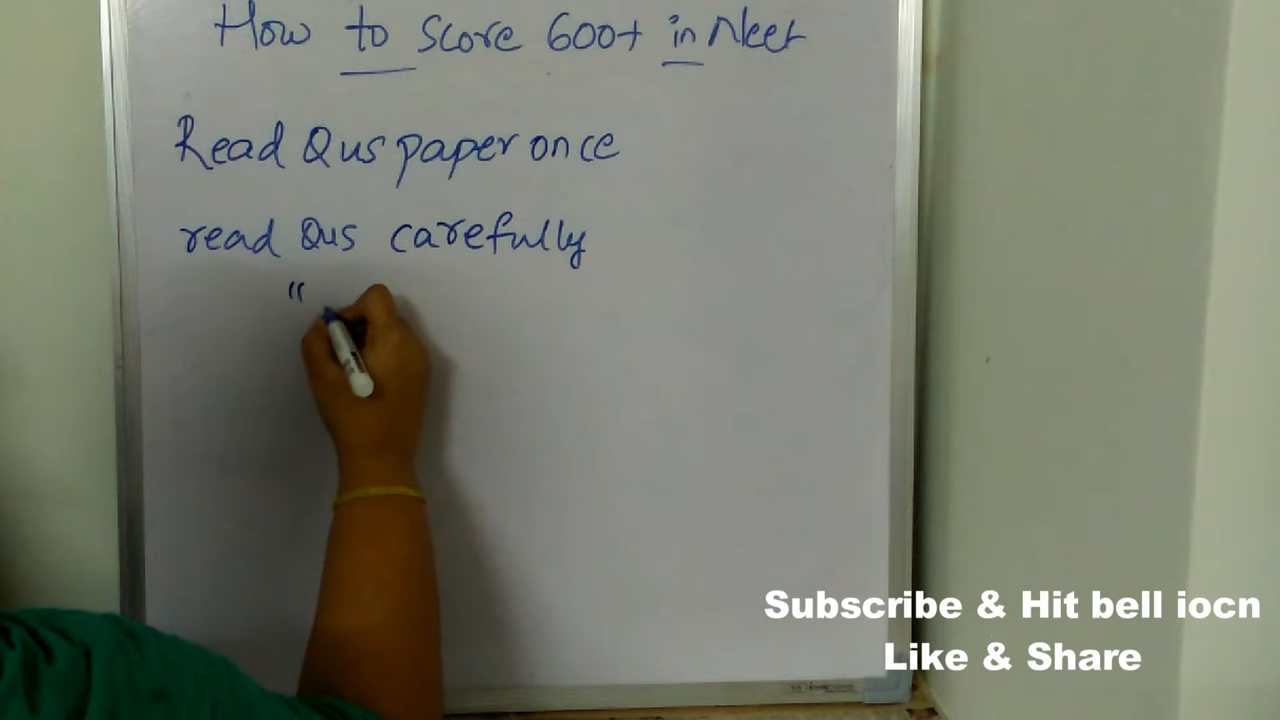 How to score 600+ in Neet
Read Qus paper once
read Qus carefully
"
Subscribe & Hit bell iocn
Like & Share